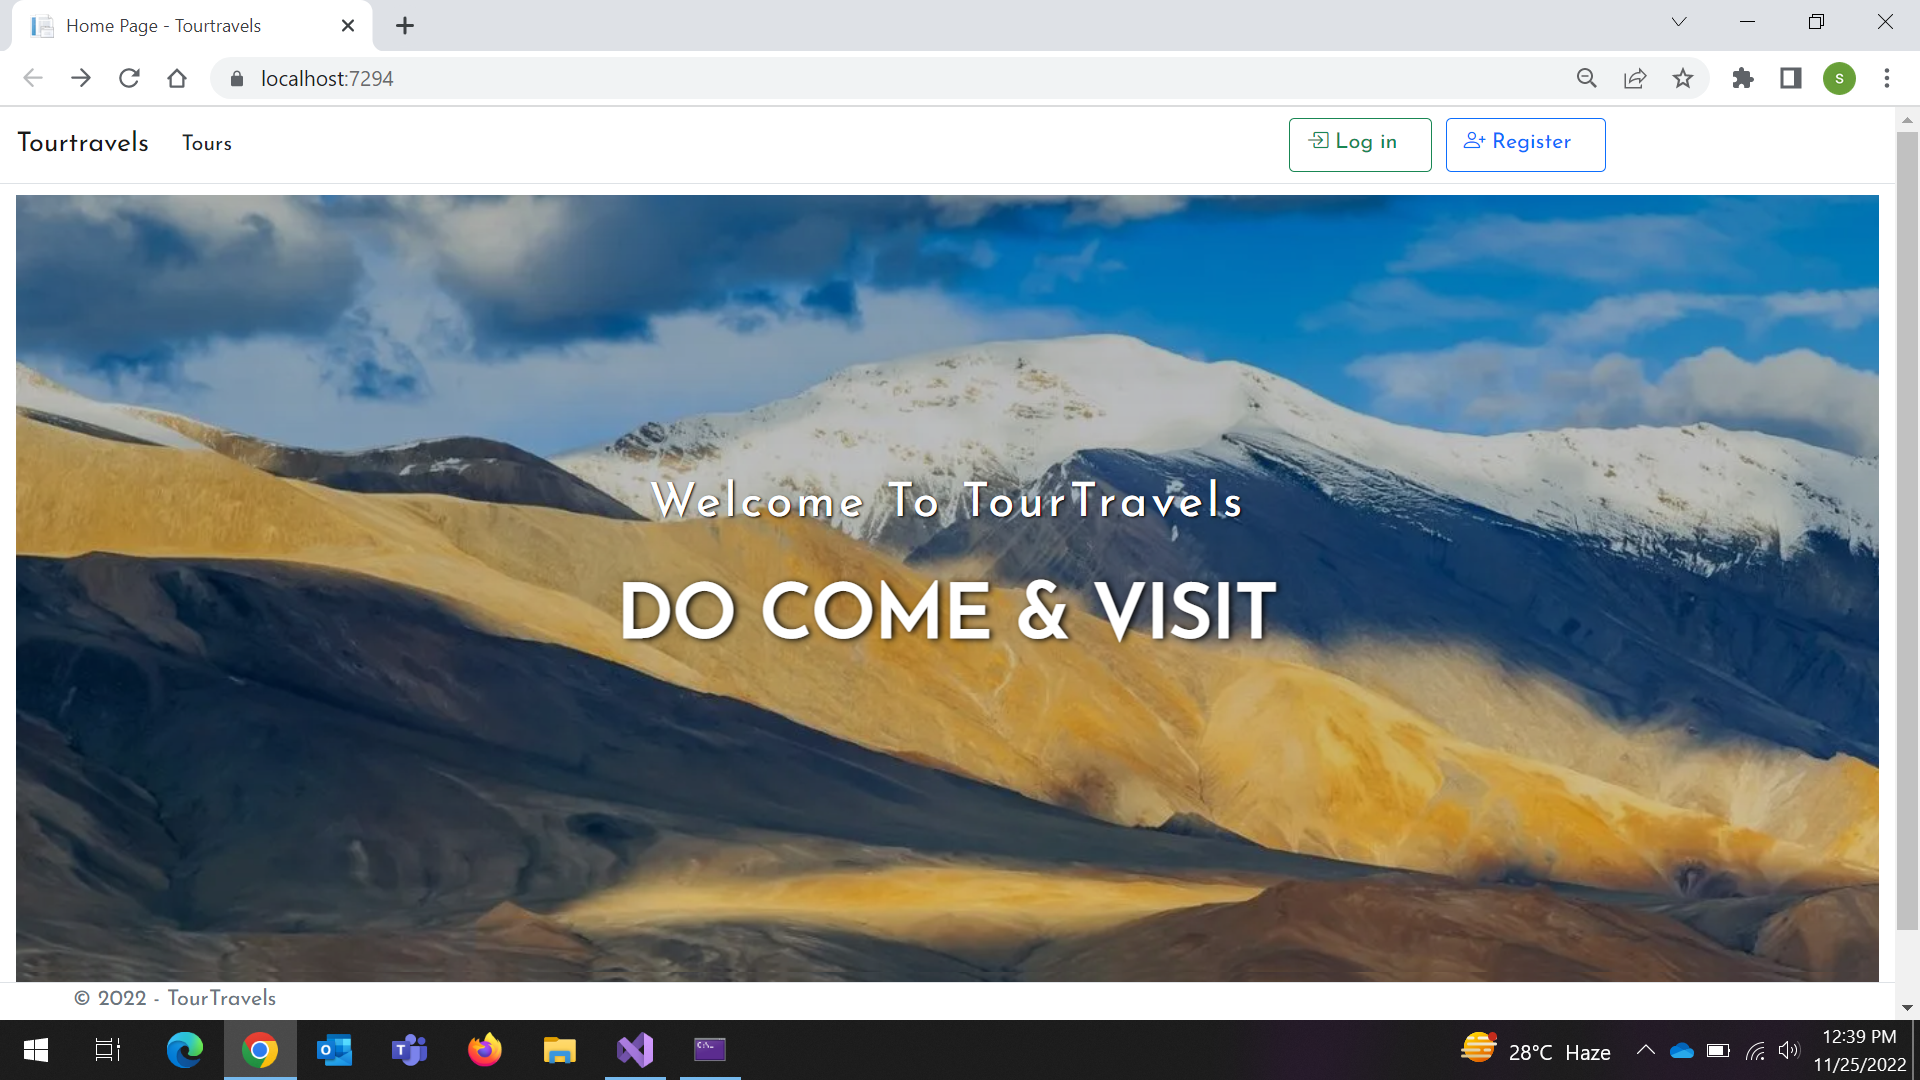 Home Page - Tourtravels
localhost:7294
S
Tourtravels Tours Log in Register
Welcome To TourTravels
DO COME & VISIT
© 2022 - TourTravels
28°C Haze
12:39 PM
11/25/2022